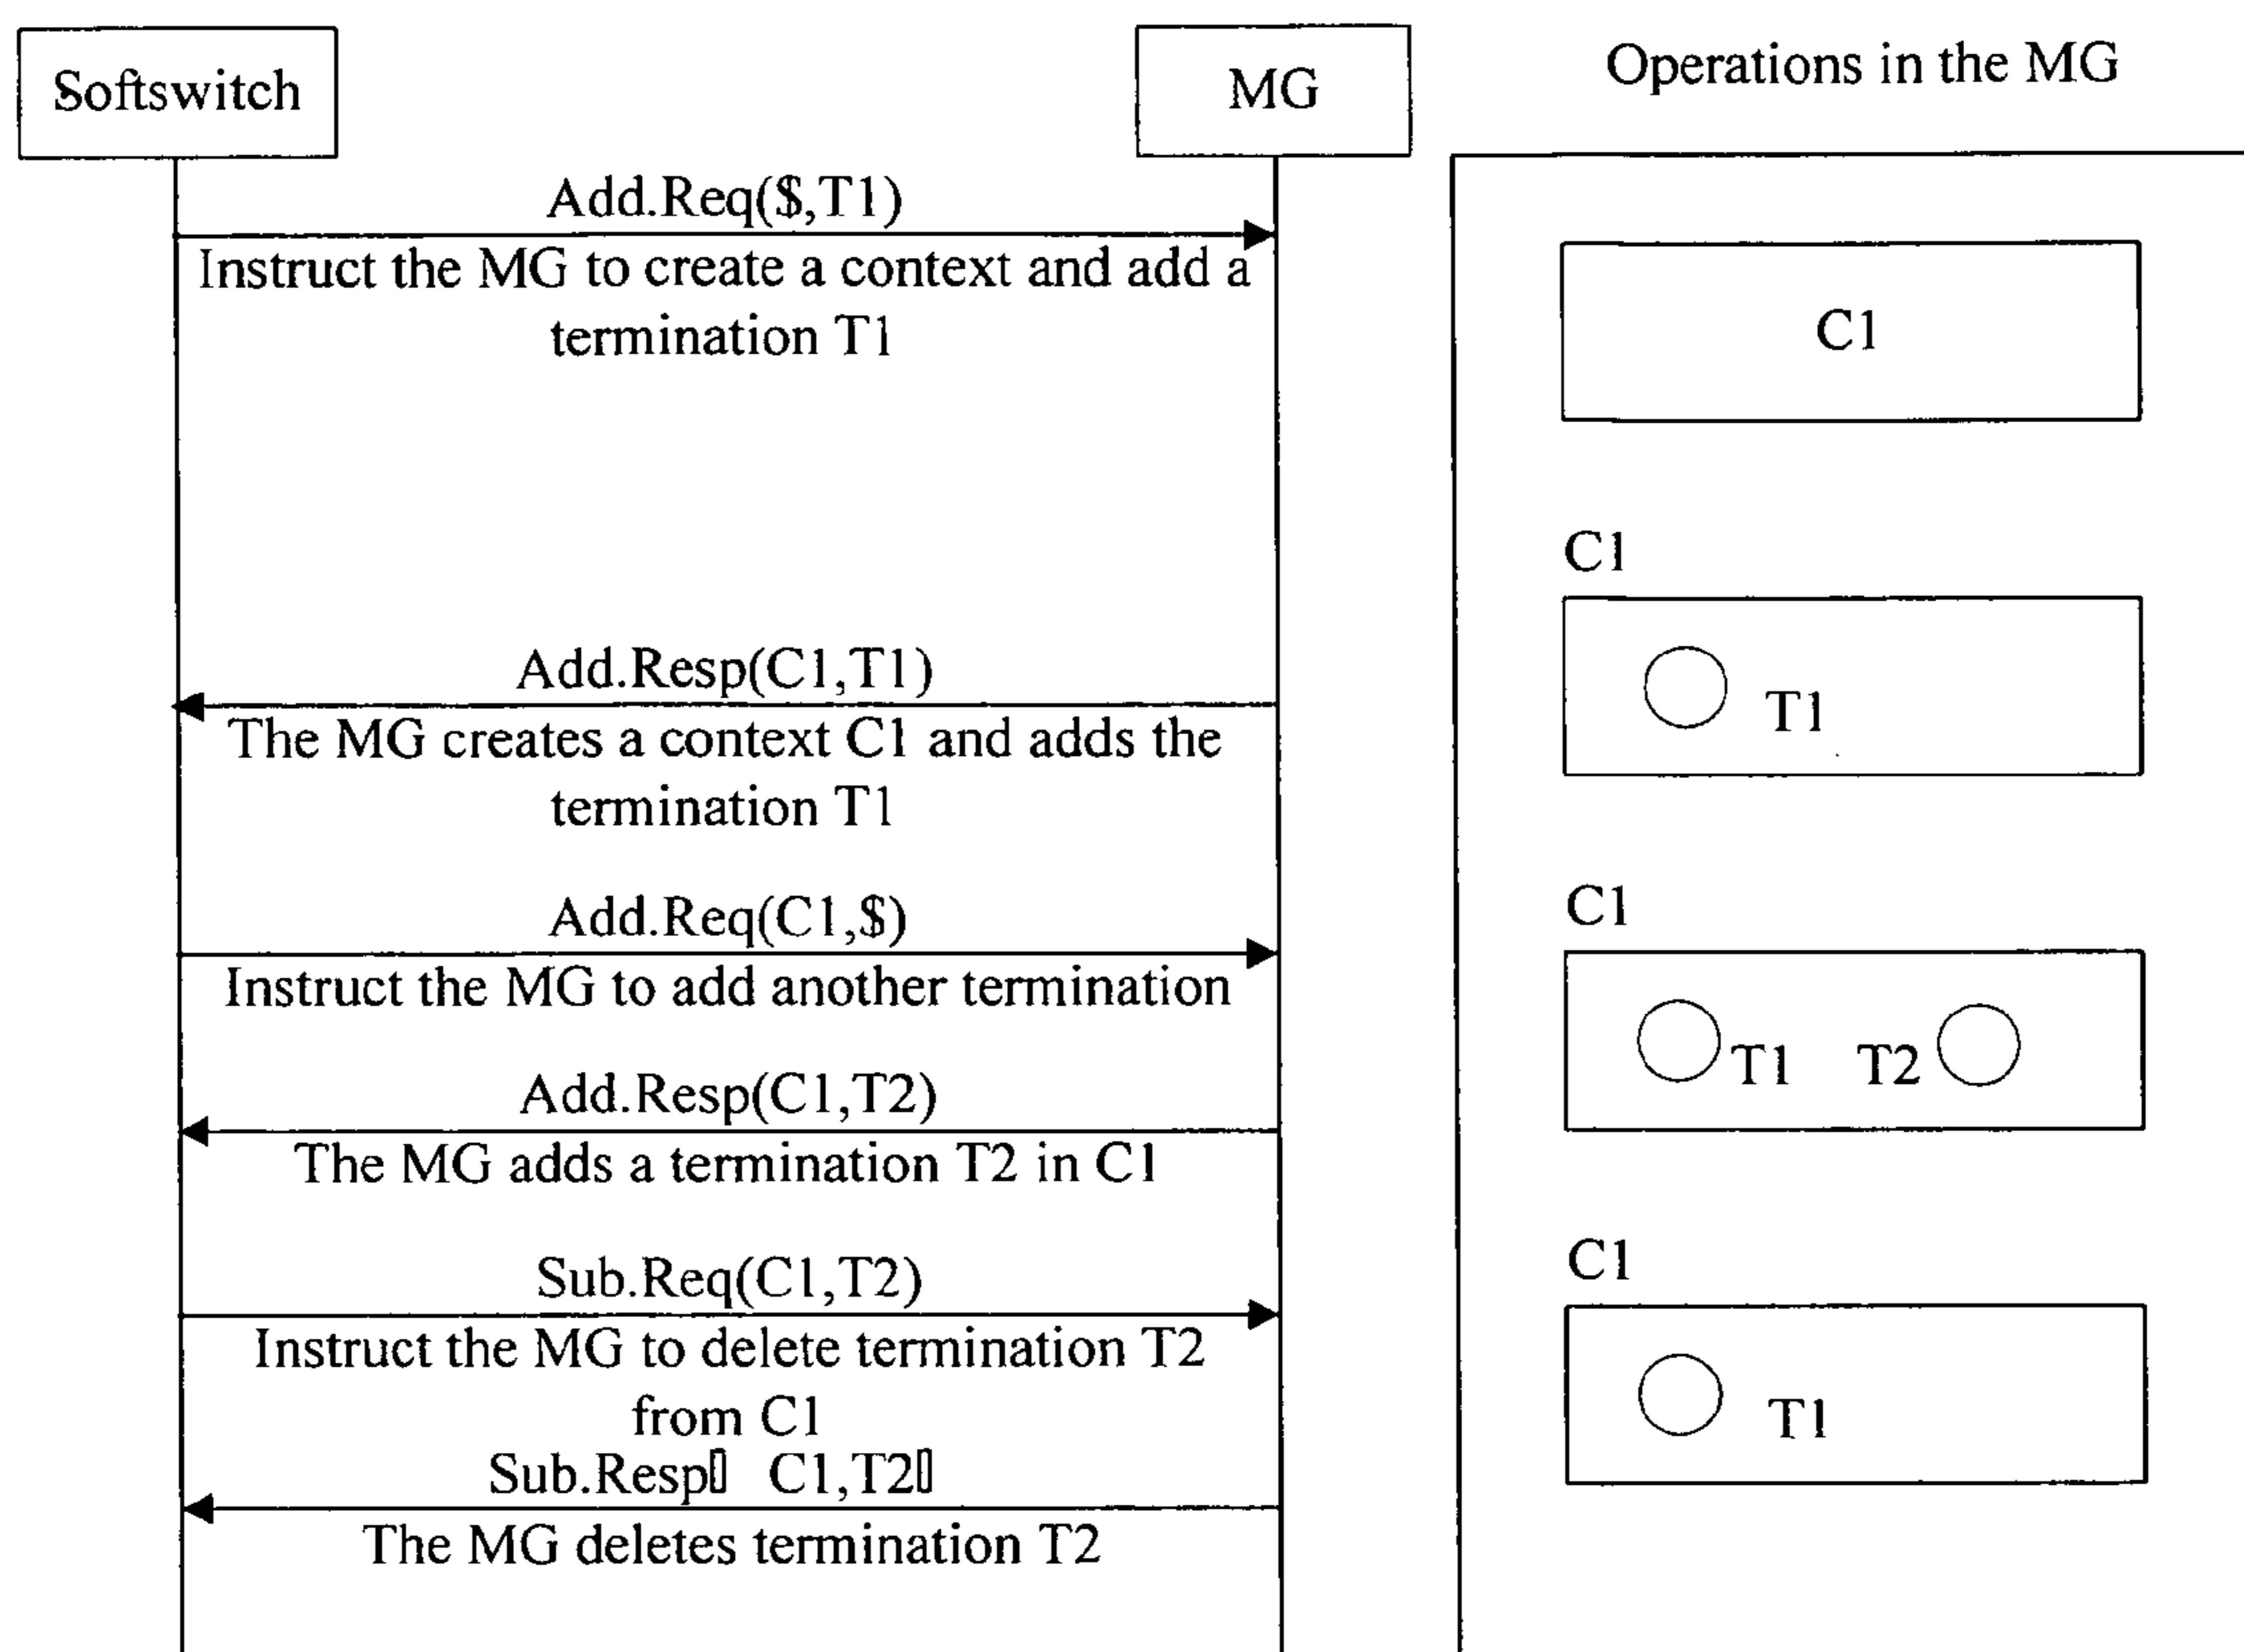 Softswitch
MG
Operations in the MG
Add.Req($,T1)
Instruct the MG to create a context and add a
termination T1
C1
C1
T1
Add.Resp(C1,T1)
The MG creates a context C1 and adds the
termination T1
Add.Req(C1,$)
Instruct the MG to add another termination
C1
T1 T2
Add.Resp(C1,T2)
The MG adds a termination T2 in C1
Sub.Req(C1,T2)
Instruct the MG to delete termination T2
from C1
C1
T1
Sub.Resp▯ C1,T2▯
The MG deletes termination T2